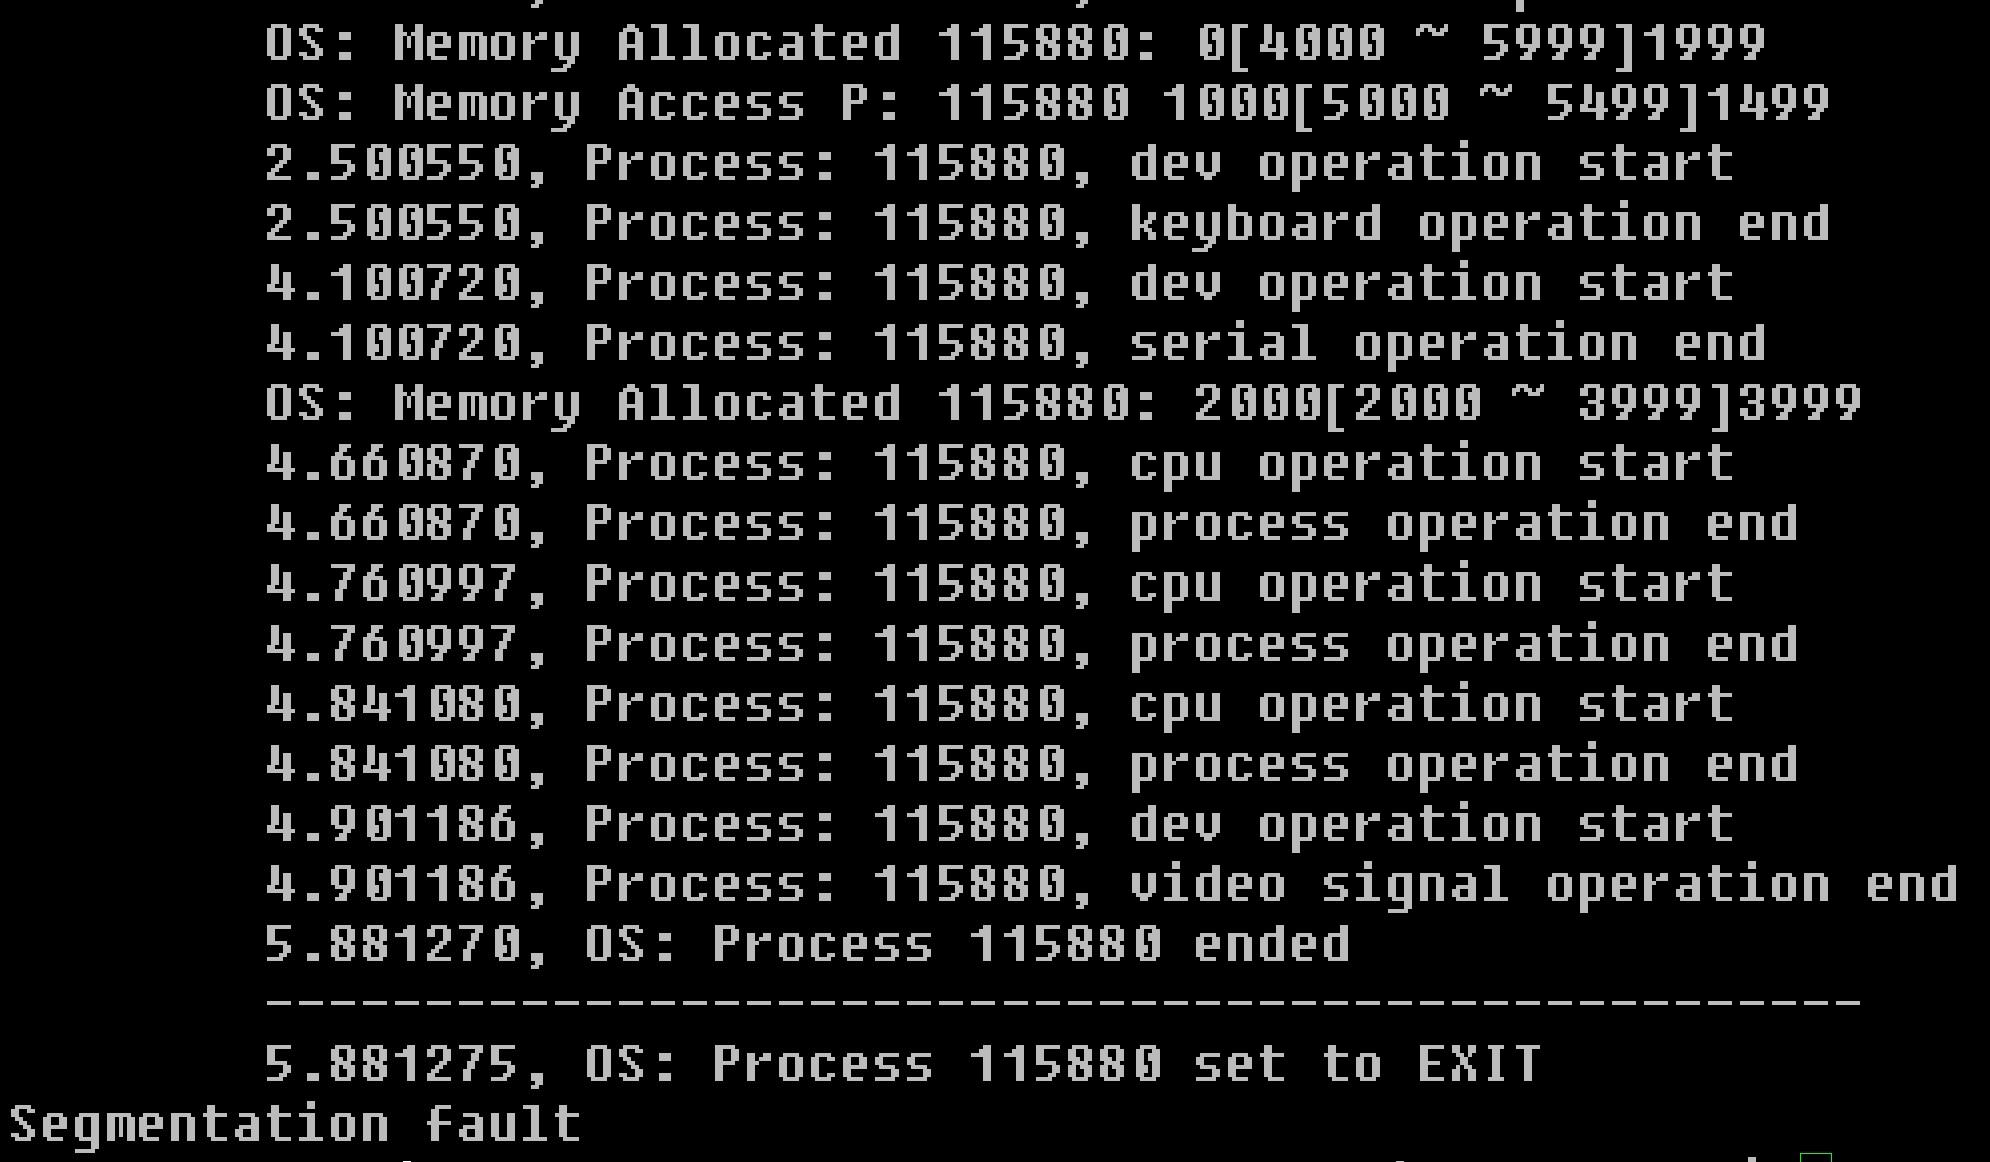 OS: Memory Allocated 115880: 0[4000 ~ 5999]1999
OS: Memory Access P: 115880 1000[5000 ~ 5499]1499
2.500550, Process: 115880, dev operation start
2.500550, Process: 115880, keyboard operation end
4.100720, Process: 115880, dev operation start
4.100720, Process: 115880, serial operation end
OS: Memory Allocated 115880: 2000[2000 ~ 3999]3999
4.660870, Process: 115880, cpu operation start
4.660870, Process: 115880, process operation end
4.760997, Process: 115880, cpu operation start
4.760997, Process: 115880, process operation end
4.841080, Process: 115880, cpu operation start
4.841080, Process: 115880, process operation end
4.901186, Process: 115880, dev operation start
4.901186, Process: 115880, video signal operation end
5.881270, OS: Process 115880 ended
--------------------------------------------------
5.881275, OS: Process 115880 set to EXIT
Segmentation fault